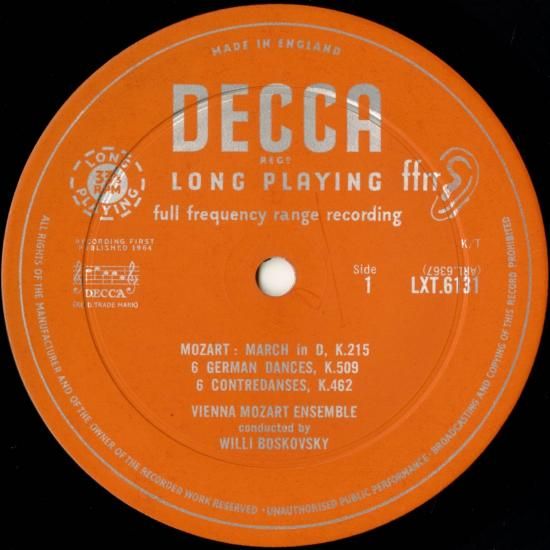 MADE IN ENGLAND
DECCA
REGD
LONG PLAYING
ffrr
full frequency range recording
LONG
33⅓
RPM
PLAYING
RECORDING FIRST
PUBLISHED 1964
DECCA
(REGD. TRADE MARK)
K/T
(ARL.6367)
Side
1
LXT.6131
MOZART : MARCH in D, K.215
6 GERMAN DANCES, K.509
6 CONTREDANSES, K.462
VIENNA MOZART ENSEMBLE
conducted by
WILLI BOSKOVSKY
ALL RIGHTS OF THE MANUFACTURER AND OF THE OWNER OF THE RECORDED WORK RESERVED · UNAUTHORISED PUBLIC PERFORMANCE · BROADCASTING AND COPYING OF THIS RECORD PROHIBITED